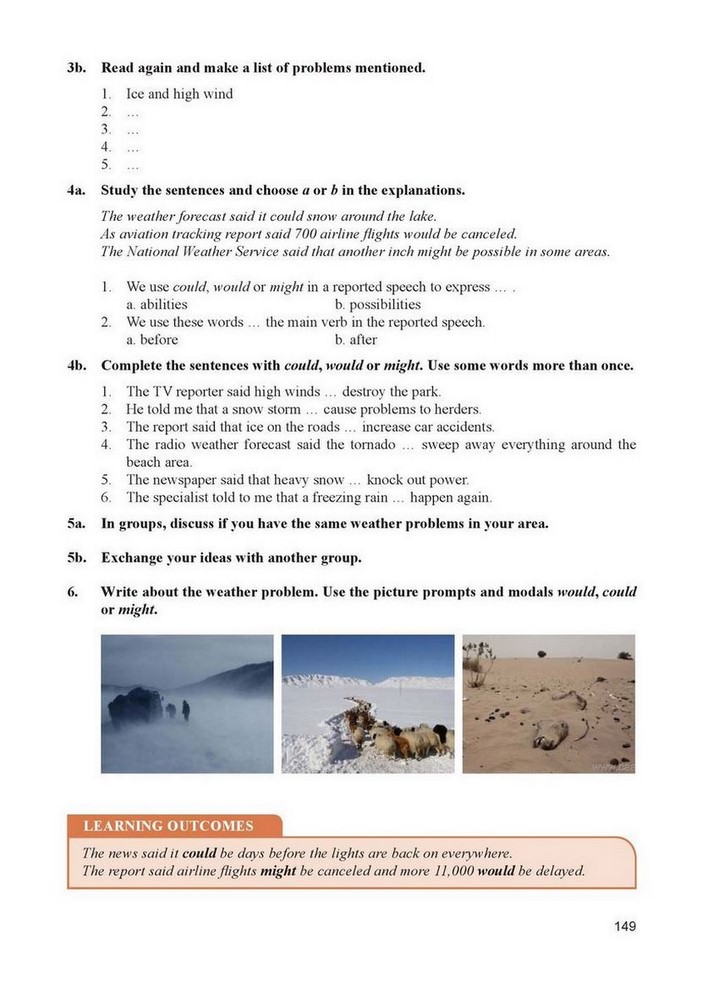 3b. Read again and make a list of problems mentioned.
1. Ice and high wind
2. …
3. …
4. …
5. …
4a. Study the sentences and choose a or b in the explanations.
The weather forecast said it could snow around the lake.
As aviation tracking report said 700 airline flights would be canceled.
The National Weather Service said that another inch might be possible in some areas.
1. We use could, would or might in a reported speech to express … .
a. abilities b. possibilities
2. We use these words … the main verb in the reported speech.
a. before b. after
4b. Complete the sentences with could, would or might. Use some words more than once.
1. The TV reporter said high winds … destroy the park.
2. He told me that a snow storm … cause problems to herders.
3. The report said that ice on the roads … increase car accidents.
4. The radio weather forecast said the tornado … sweep away everything around the
beach area.
5. The newspaper said that heavy snow … knock out power.
6. The specialist told to me that a freezing rain … happen again.
5a. In groups, discuss if you have the same weather problems in your area.
5b. Exchange your ideas with another group.
6. Write about the weather problem. Use the picture prompts and modals would, could
or might.
LEARNING OUTCOMES
The news said it could be days before the lights are back on everywhere.
The report said airline flights might be canceled and more 11,000 would be delayed.
149